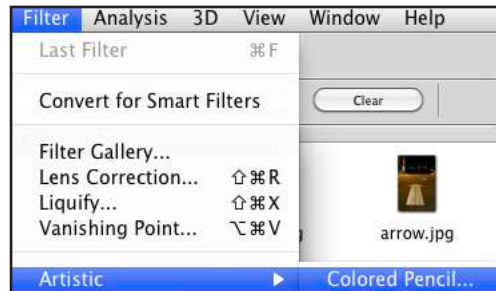 Filter Analysis 3D View Window Help
Last Filter ⌘F
Convert for Smart Filters
Clear
Filter Gallery...
Lens Correction... ⇧⌘R
Liquify... ⇧⌘X
Vanishing Point... ⌥⌘V
arrow.jpg
Artistic ▶ Colored Pencil...